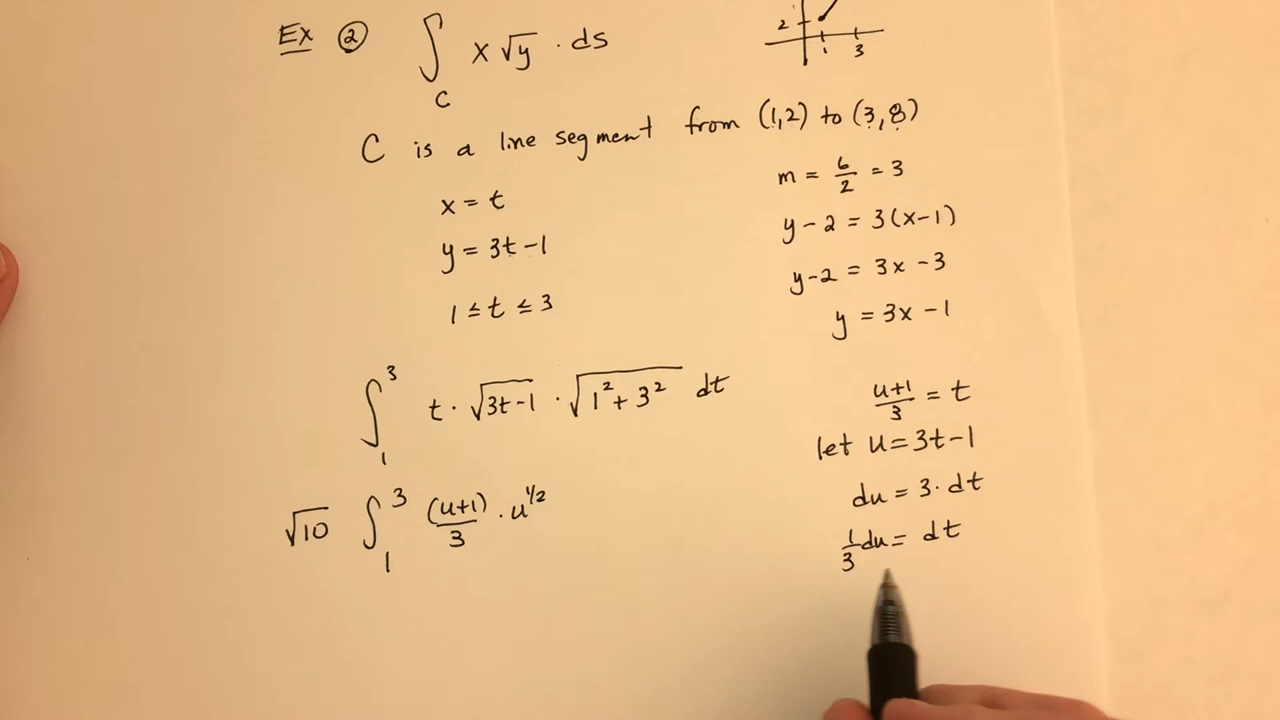 Ex ② ∫_C x √y · ds
2
1 3
C is a line segment from (1,2) to (3,8)
x = t
y = 3t - 1
1 ≤ t ≤ 3
m = 6/2 = 3
y - 2 = 3(x-1)
y-2 = 3x - 3
y = 3x - 1
∫_1^3 t · √(3t-1) · √(1² + 3²) dt
√10 ∫_1^3 (u+1)/3 · u^(1/2)
(u+1)/3 = t
let u = 3t-1
du = 3 · dt
1/3 du = dt